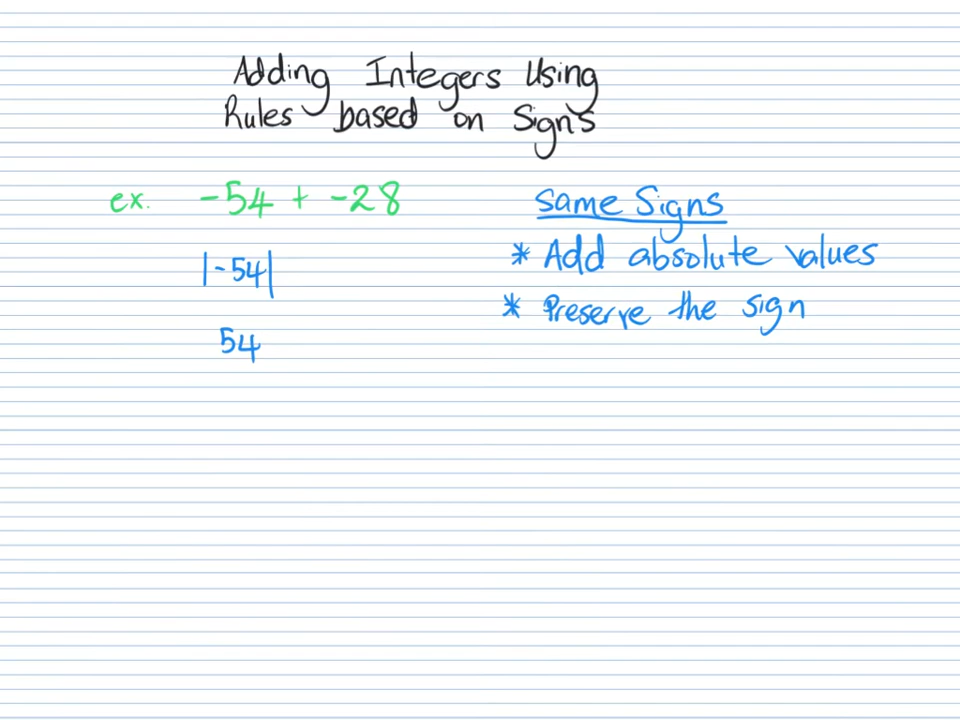 Adding Integers Using
Rules based on Signs
ex. -54 + -28
|-54|
54
same Signs
* Add absolute values
* Preserve the sign